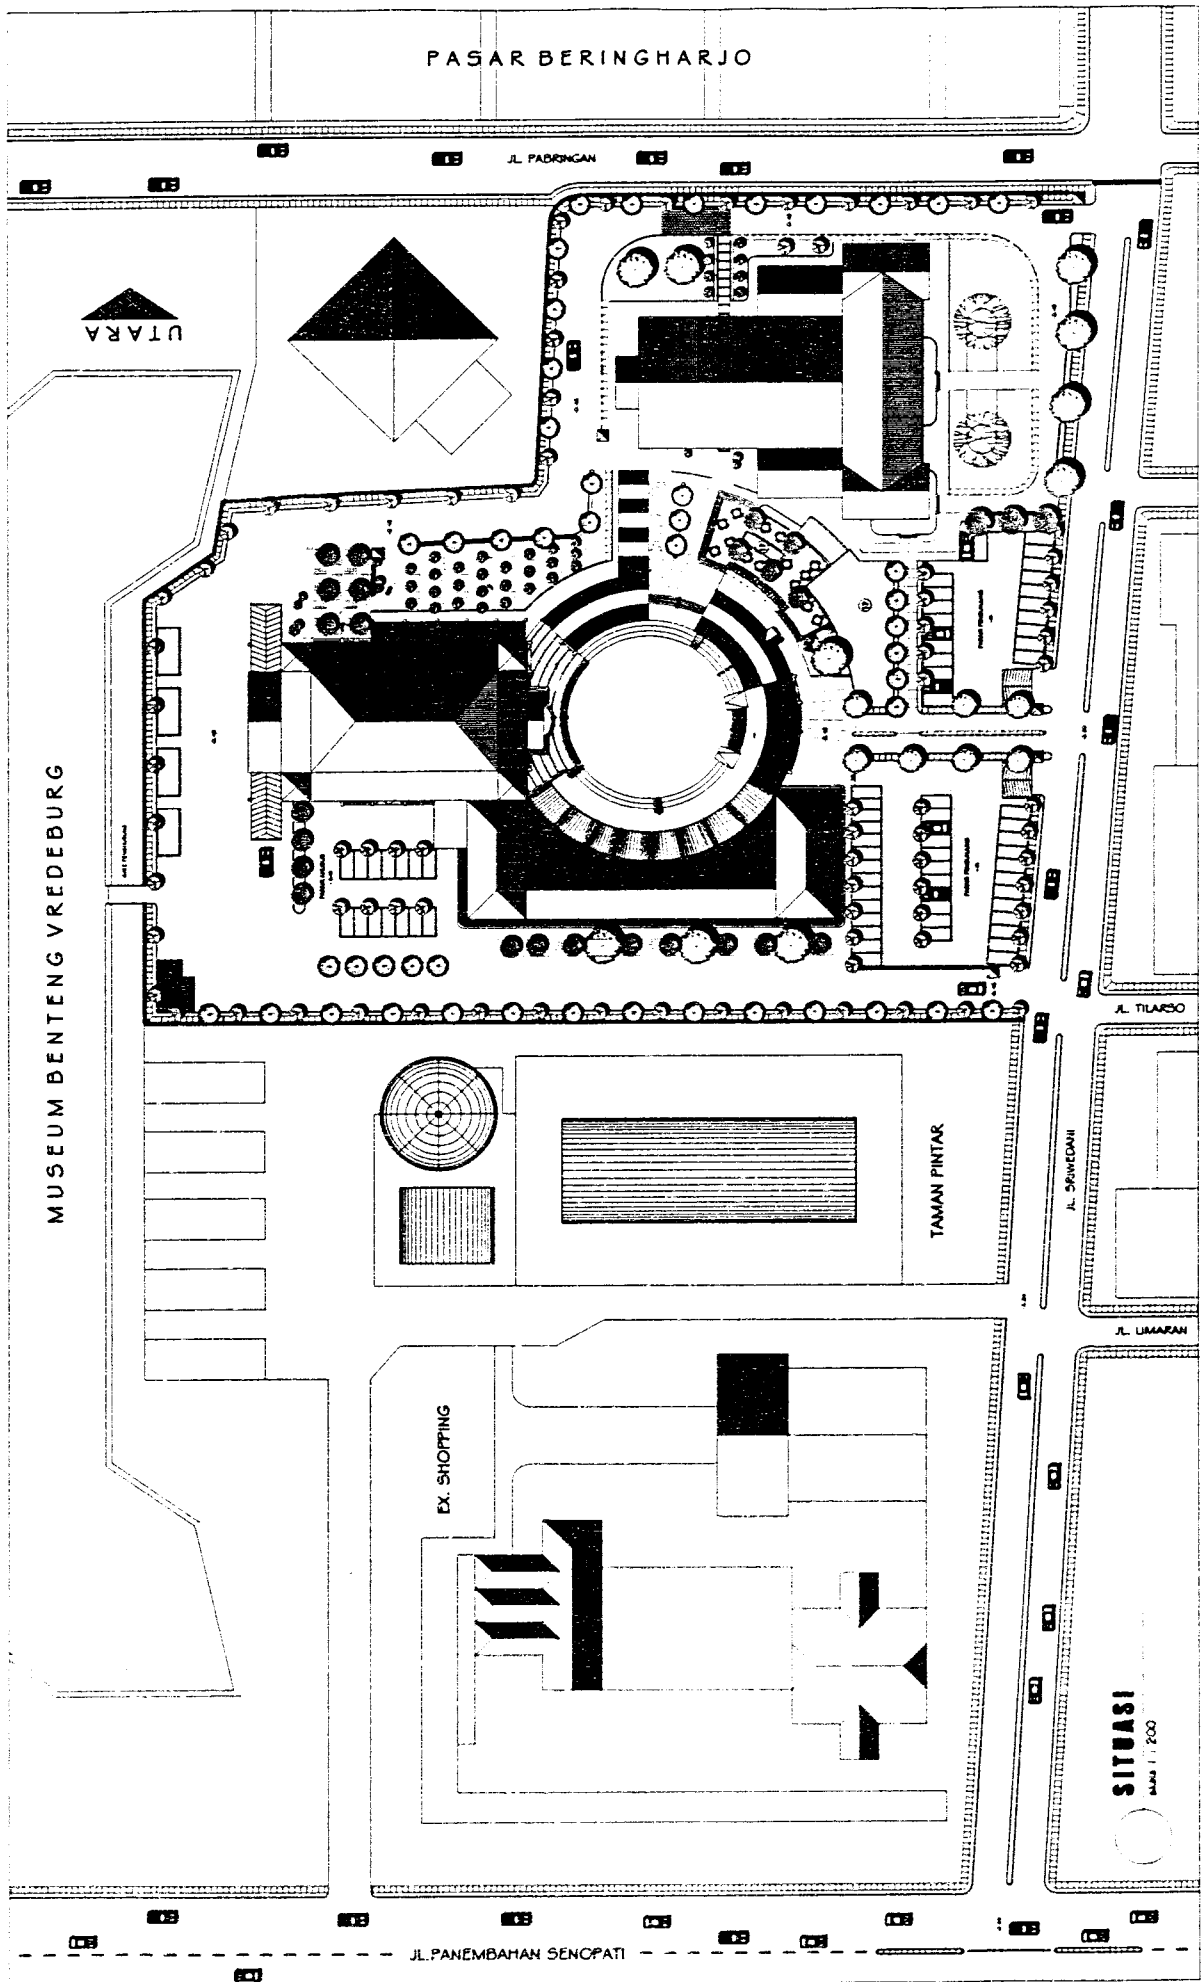 PASAR BERINGHARJO
JL. PABRINGAN
UTARA
MUSEUM BENTENG VREDEBURG
JL. TILARSO
TAMAN PINTAR
JL. SRIWEDANI
JL. LIMARAN
EX. SHOPPING
SITUASI
JL.PANEMBAHAN SENOPATI